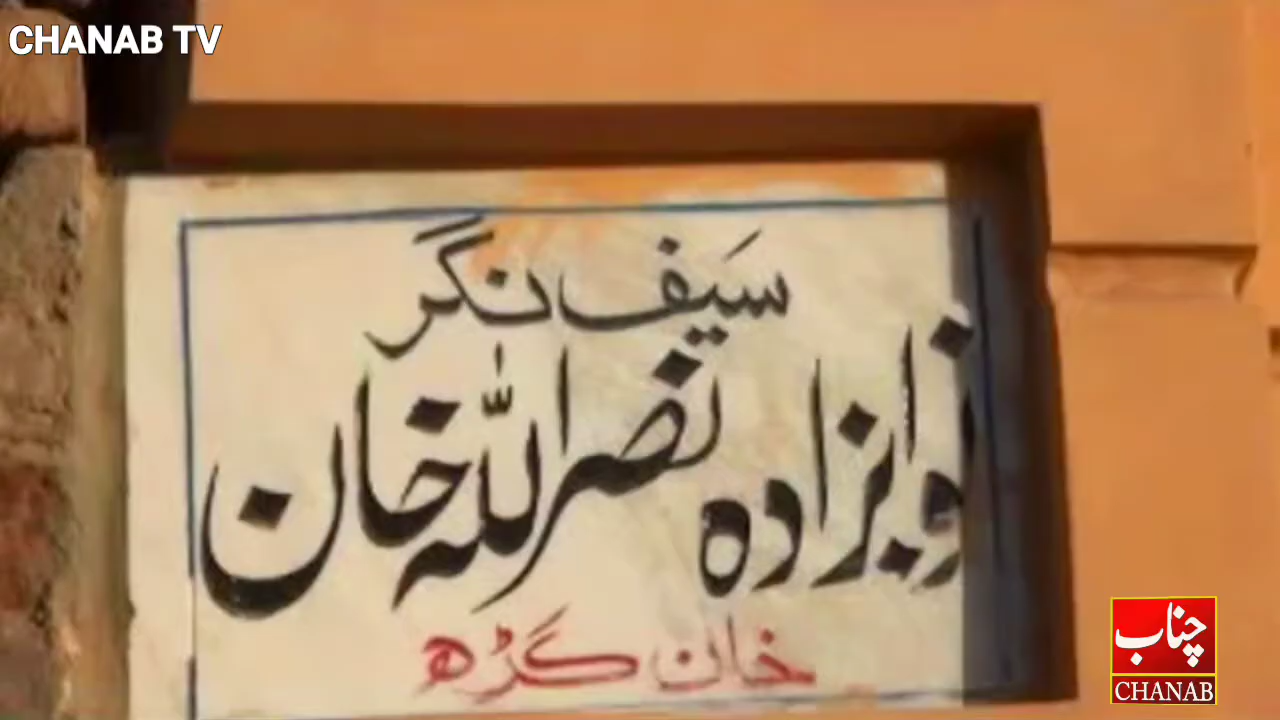 CHANAB TV
سیف نگر
نوابزادہ نصراللہ خان
خان گڑھ
چناب
CHANAB